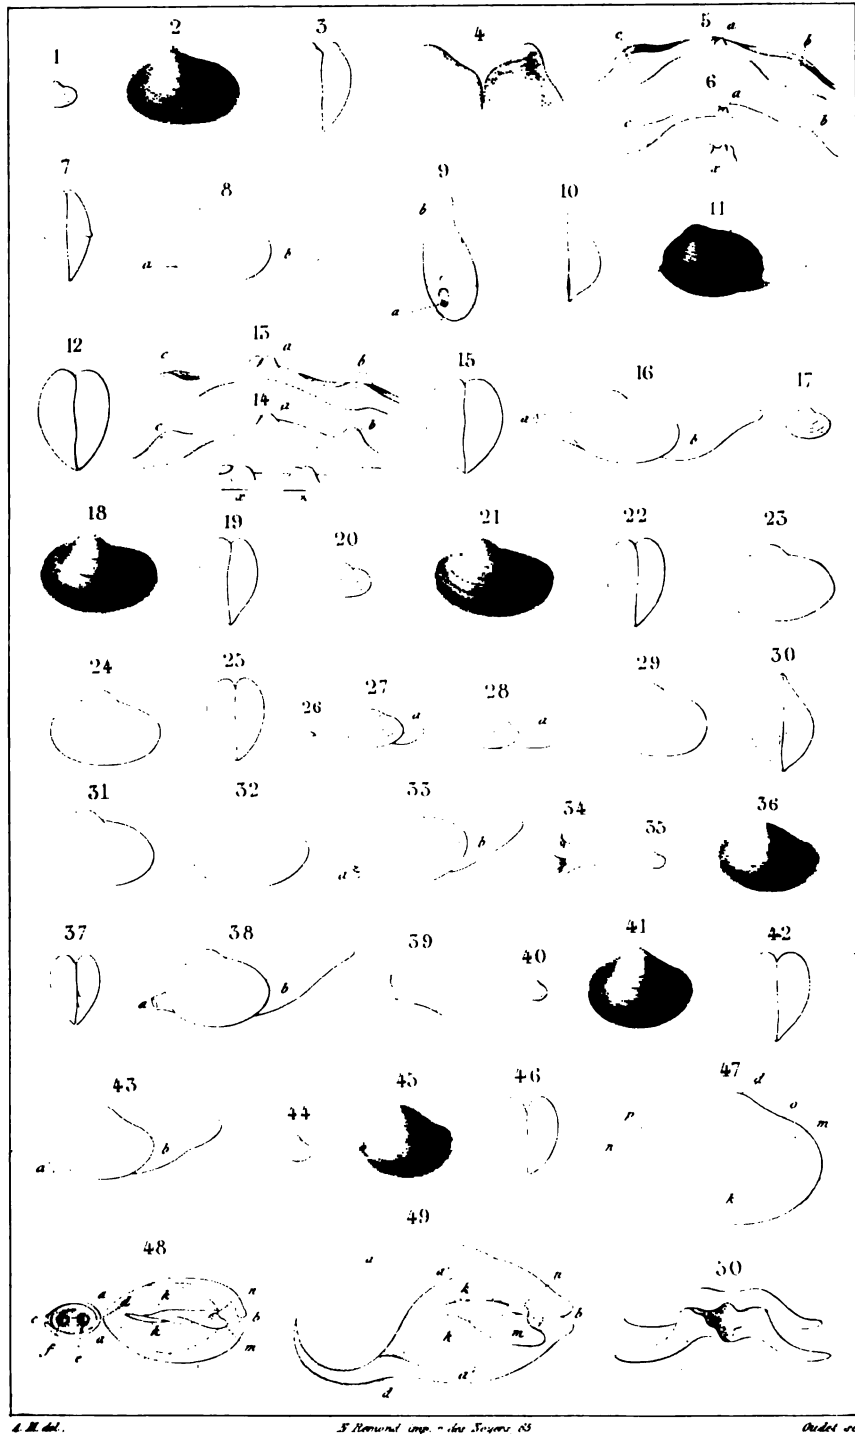 1 2 3 4 5 a
c b
6 a
m
c b
x
7 8 9 10 11
b
a b
a
12 13 14 15 16 17
c a b
a
c b
a b
x n
18 19 20 21 22 23
24 25 26 27 28 29 30
a a
31 32 33 34 35 36
b
a
37 38 39 40 41 42
a b
43 44 45 46 47
d
p o m
n
a b
k
48 49 50
a
a d k n
c b
f e a k m
a' n
k
b
k m
d a'
A. M. del. Remond imp. Oudet